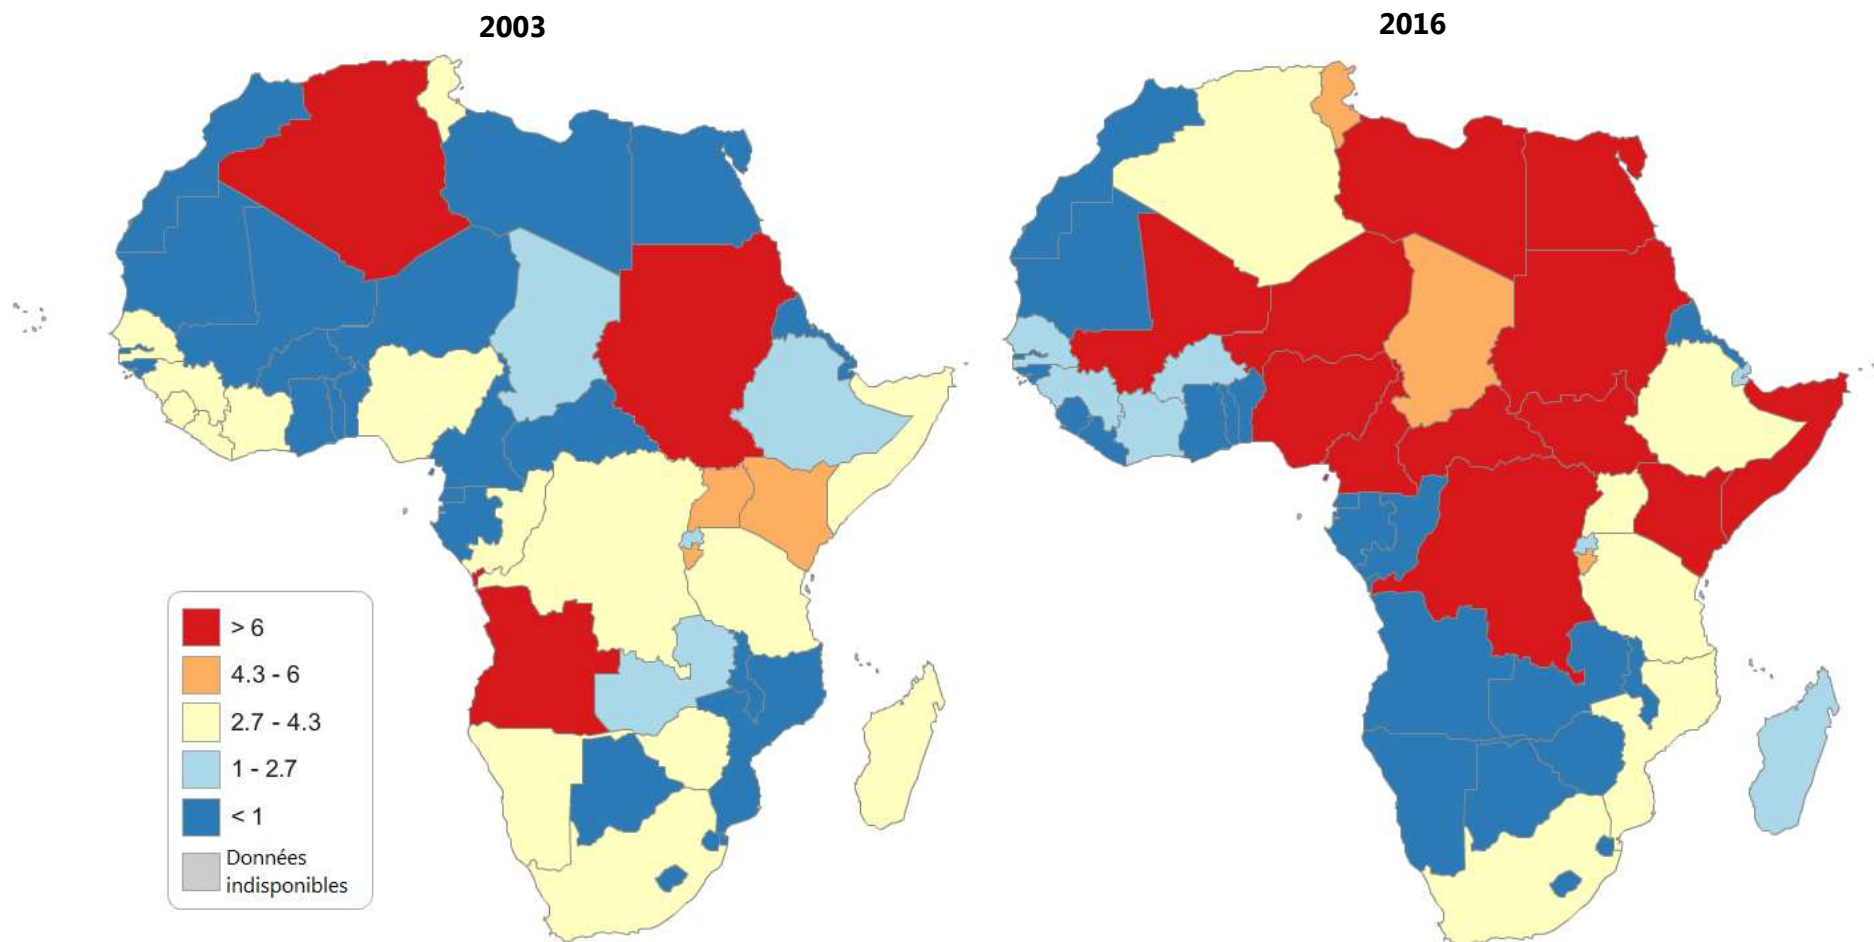 2003
2016
> 6
4.3 - 6
2.7 - 4.3
1 - 2.7
< 1
Données
indisponibles